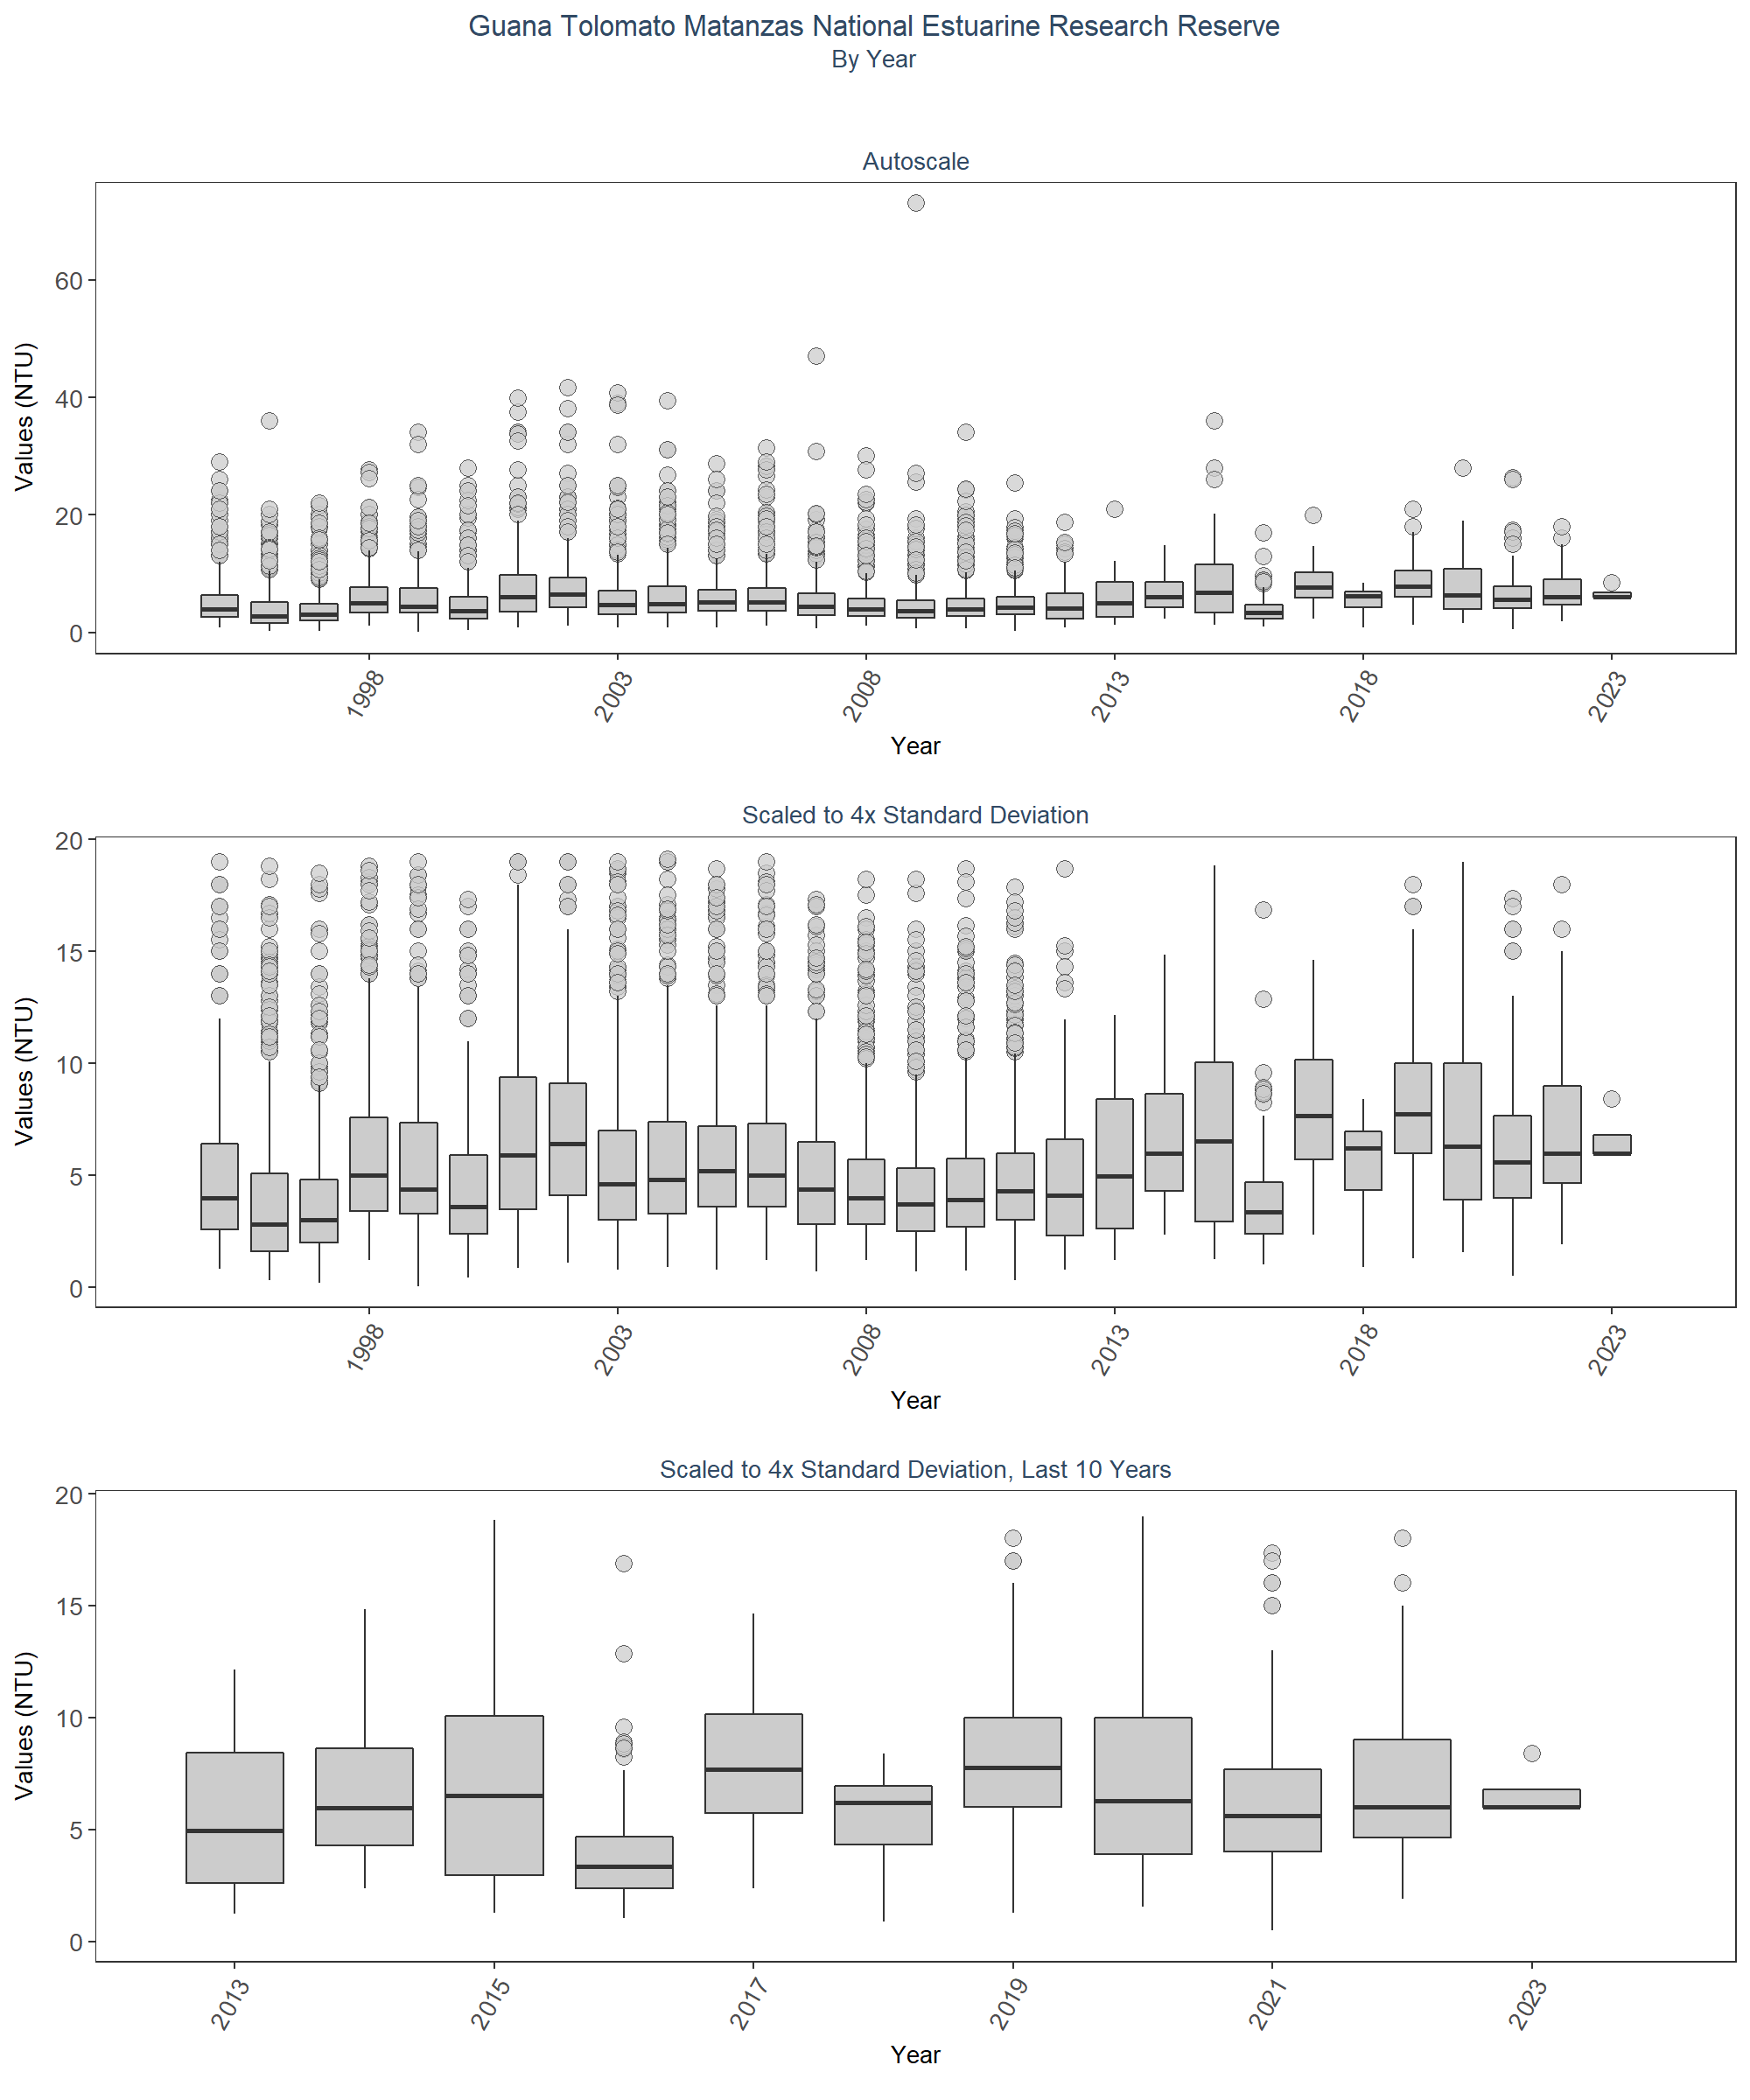 Guana Tolomato Matanzas National Estuarine Research Reserve
By Year
Autoscale
Values (NTU)
60
40
20
0
1998 2003 2008 2013 2018 2023
Year
Scaled to 4x Standard Deviation
Values (NTU)
20
15
10
5
0
1998 2003 2008 2013 2018 2023
Year
Scaled to 4x Standard Deviation, Last 10 Years
Values (NTU)
20
15
10
5
0
2013 2015 2017 2019 2021 2023
Year